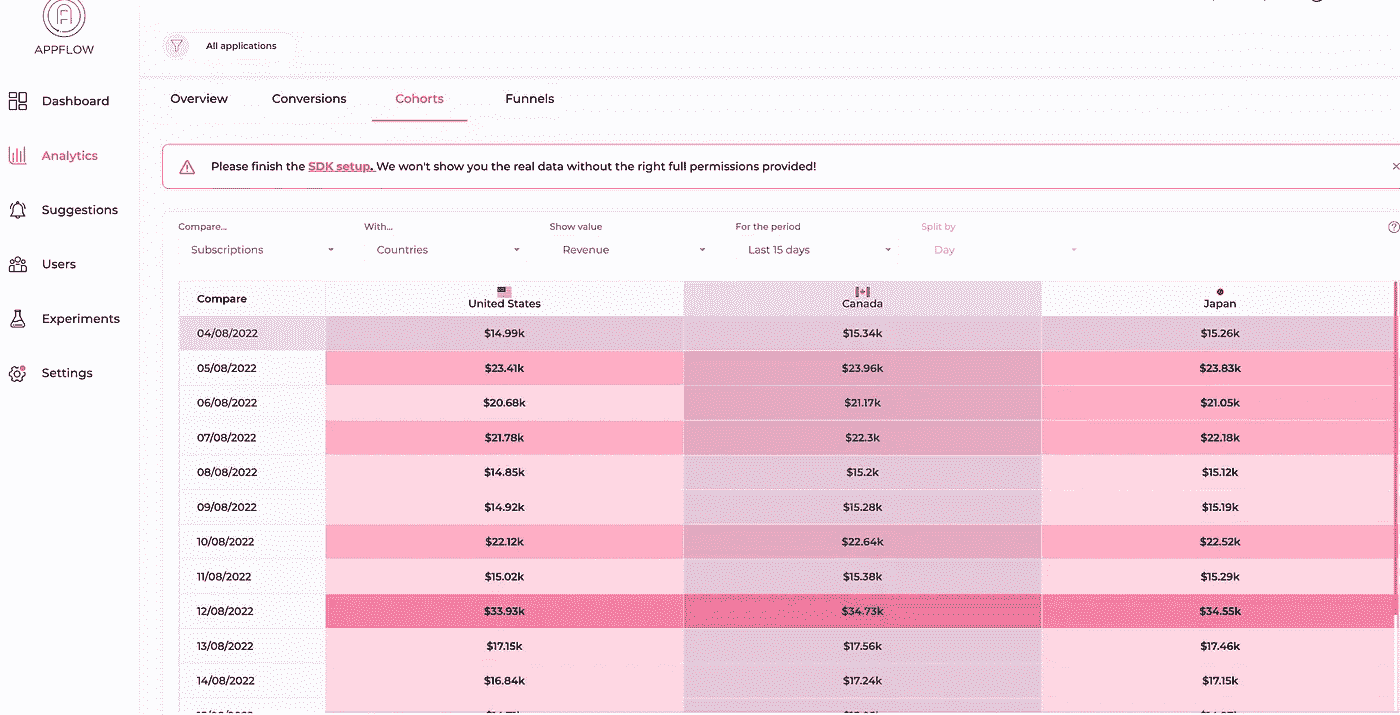 APPFLOW
All applications
Dashboard
Analytics
Suggestions
Users
Experiments
Settings
Overview Conversions Cohorts Funnels
Please finish the SDK setup. We won't show you the real data without the right full permissions provided!
Compare... With... Show value For the period Split by
Subscriptions Countries Revenue Last 15 days Day
Compare United States Canada Japan
04/08/2022 $14.99k $15.34k $15.26k
05/08/2022 $23.41k $23.96k $23.83k
06/08/2022 $20.68k $21.17k $21.05k
07/08/2022 $21.78k $22.3k $22.18k
08/08/2022 $14.85k $15.2k $15.12k
09/08/2022 $14.92k $15.28k $15.19k
10/08/2022 $22.12k $22.64k $22.52k
11/08/2022 $15.02k $15.38k $15.29k
12/08/2022 $33.93k $34.73k $34.55k
13/08/2022 $17.15k $17.56k $17.46k
14/08/2022 $16.84k $17.24k $17.15k